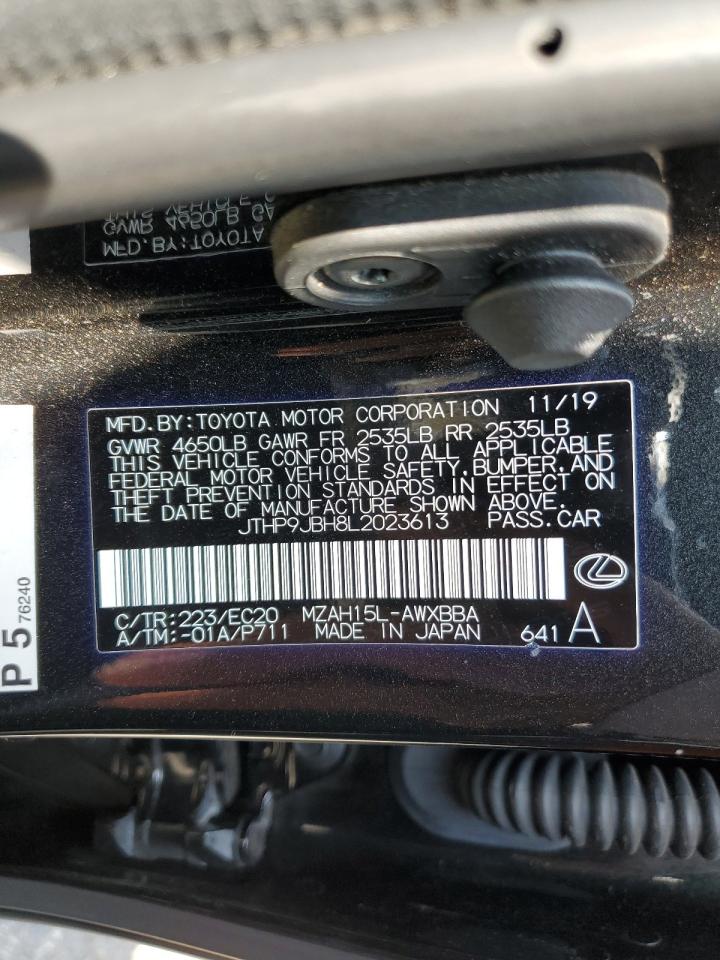 MFD.BY:TOYOTA
GVWR 4650LB GA
THIS VEHICLE
MFD.BY:TOYOTA MOTOR CORPORATION 11/19
GVWR 4650LB GAWR FR 2535LB RR 2535LB
THIS VEHICLE CONFORMS TO ALL APPLICABLE
FEDERAL MOTOR VEHICLE SAFETY,BUMPER,AND
THEFT PREVENTION STANDARDS IN EFFECT ON
THE DATE OF MANUFACTURE SHOWN ABOVE.
JTHP9JBH8L2023613 PASS.CAR
C/TR:223/EC20 MZAH15L-AWXBBA
A/TM:-01A/P711 MADE IN JAPAN 641 A
P 5 76240